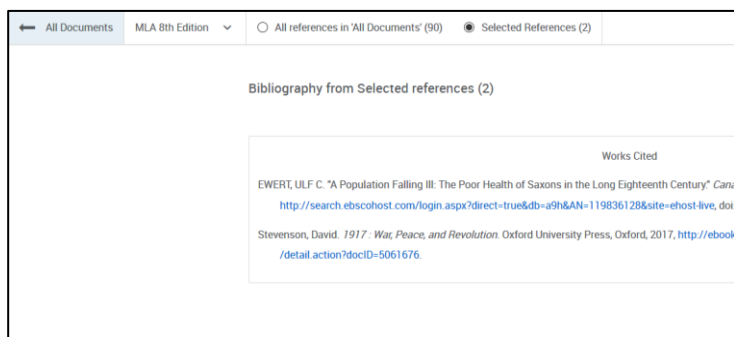 All Documents MLA 8th Edition All references in 'All Documents' (90) Selected References (2)
Bibliography from Selected references (2)
Works Cited
EWERT, ULF C. "A Population Falling Ill: The Poor Health of Saxons in the Long Eighteenth Century." Cana
http://search.ebscohost.com/login.aspx?direct=true&db=a9h&AN=119836128&site=ehost-live, doi:
Stevenson, David. 1917 : War, Peace, and Revolution. Oxford University Press, Oxford, 2017, http://ebook
/detail.action?docID=5061676.